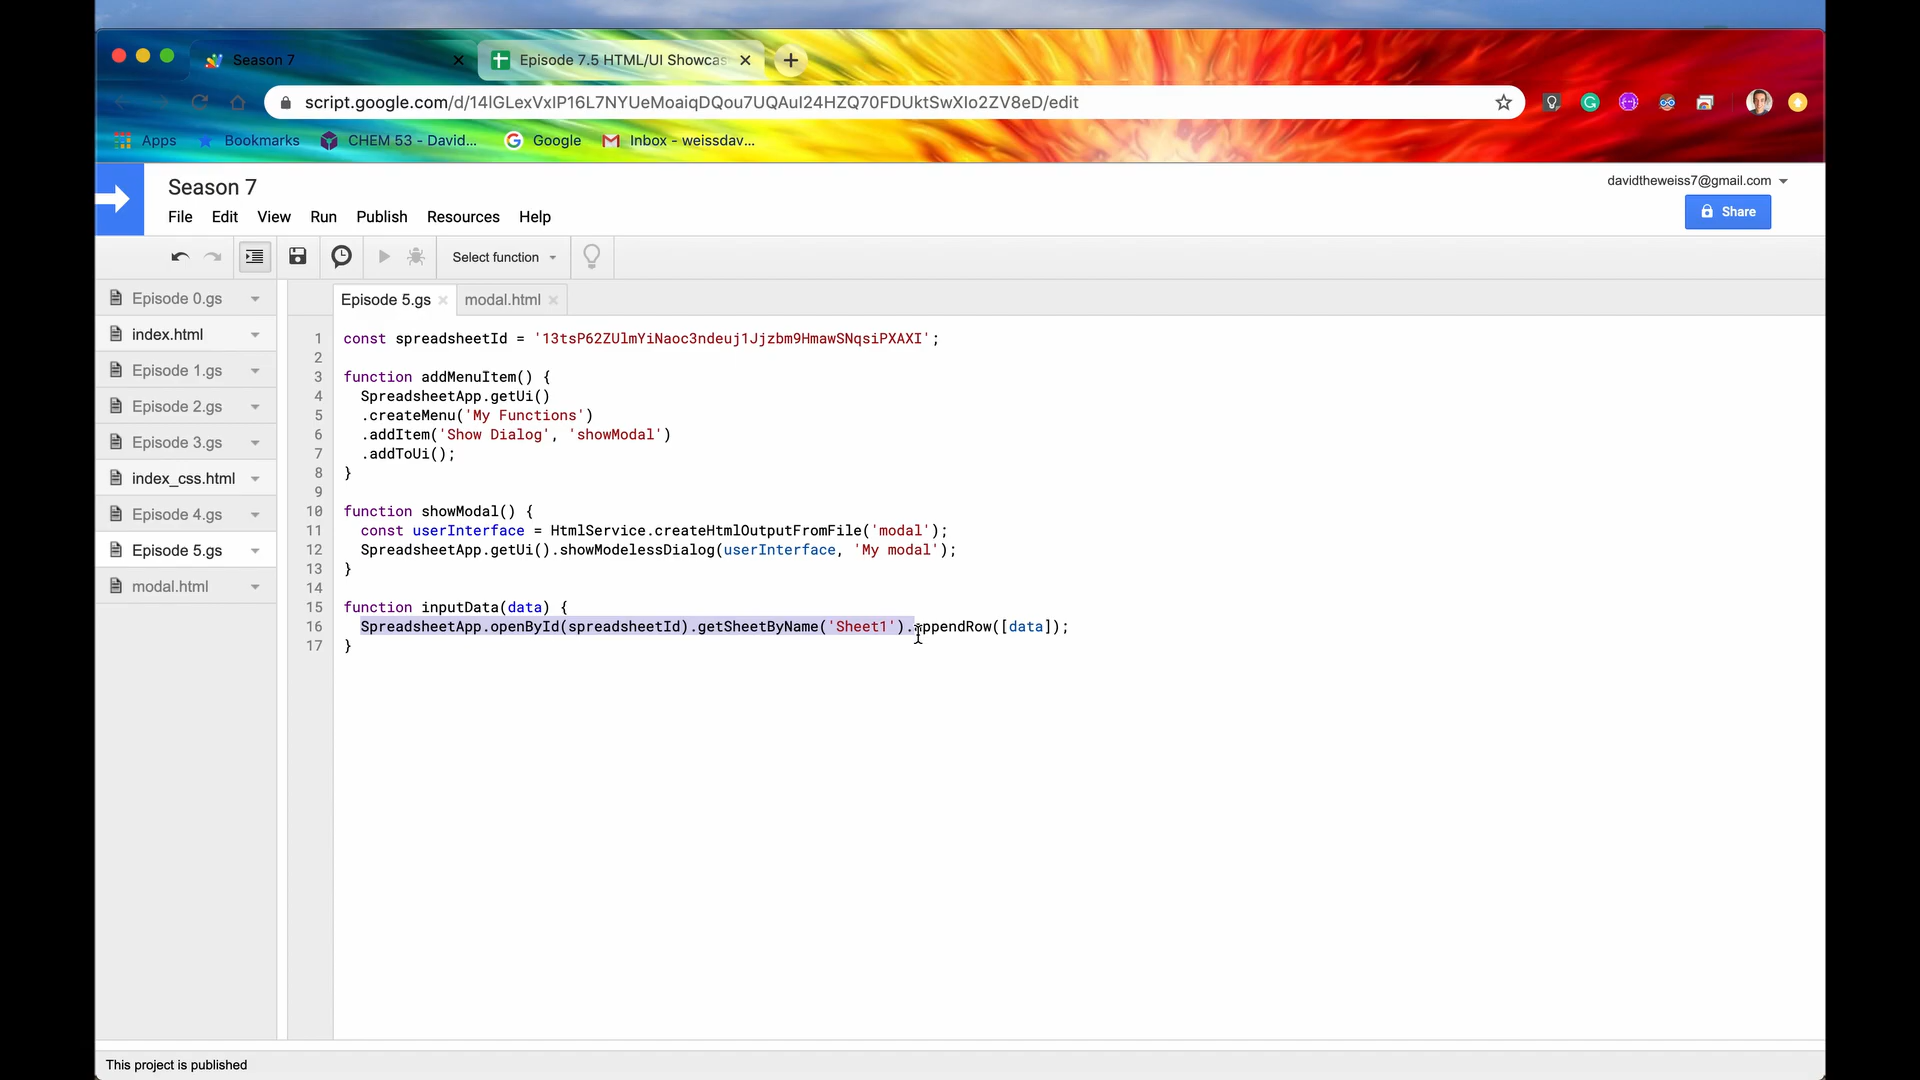 Season 7
Episode 7.5 HTML/UI Showcas
script.google.com/d/14lGLexVxIP16L7NYUeMoaiqDQou7UQAuI24HZQ70FDUktSwXIo2ZV8eD/edit
Apps
Bookmarks
CHEM 53 - David...
Google
Inbox - weissdav...
Season 7
davidtheweiss7@gmail.com
File Edit View Run Publish Resources Help
Share
Select function
Episode 0.gs
index.html
Episode 1.gs
Episode 2.gs
Episode 3.gs
index_css.html
Episode 4.gs
Episode 5.gs
modal.html
Episode 5.gs
modal.html
1 const spreadsheetId = '13tsP62ZUlmYiNaoc3ndeuj1Jjzbm9HmawSNqsiPXAXI';
2
3 function addMenuItem() {
4 SpreadsheetApp.getUi()
5 .createMenu('My Functions')
6 .addItem('Show Dialog', 'showModal')
7 .addToUi();
8 }
9
10 function showModal() {
11 const userInterface = HtmlService.createHtmlOutputFromFile('modal');
12 SpreadsheetApp.getUi().showModelessDialog(userInterface, 'My modal');
13 }
14
15 function inputData(data) {
16 SpreadsheetApp.openById(spreadsheetId).getSheetByName('Sheet1').appendRow([data]);
17 }
This project is published